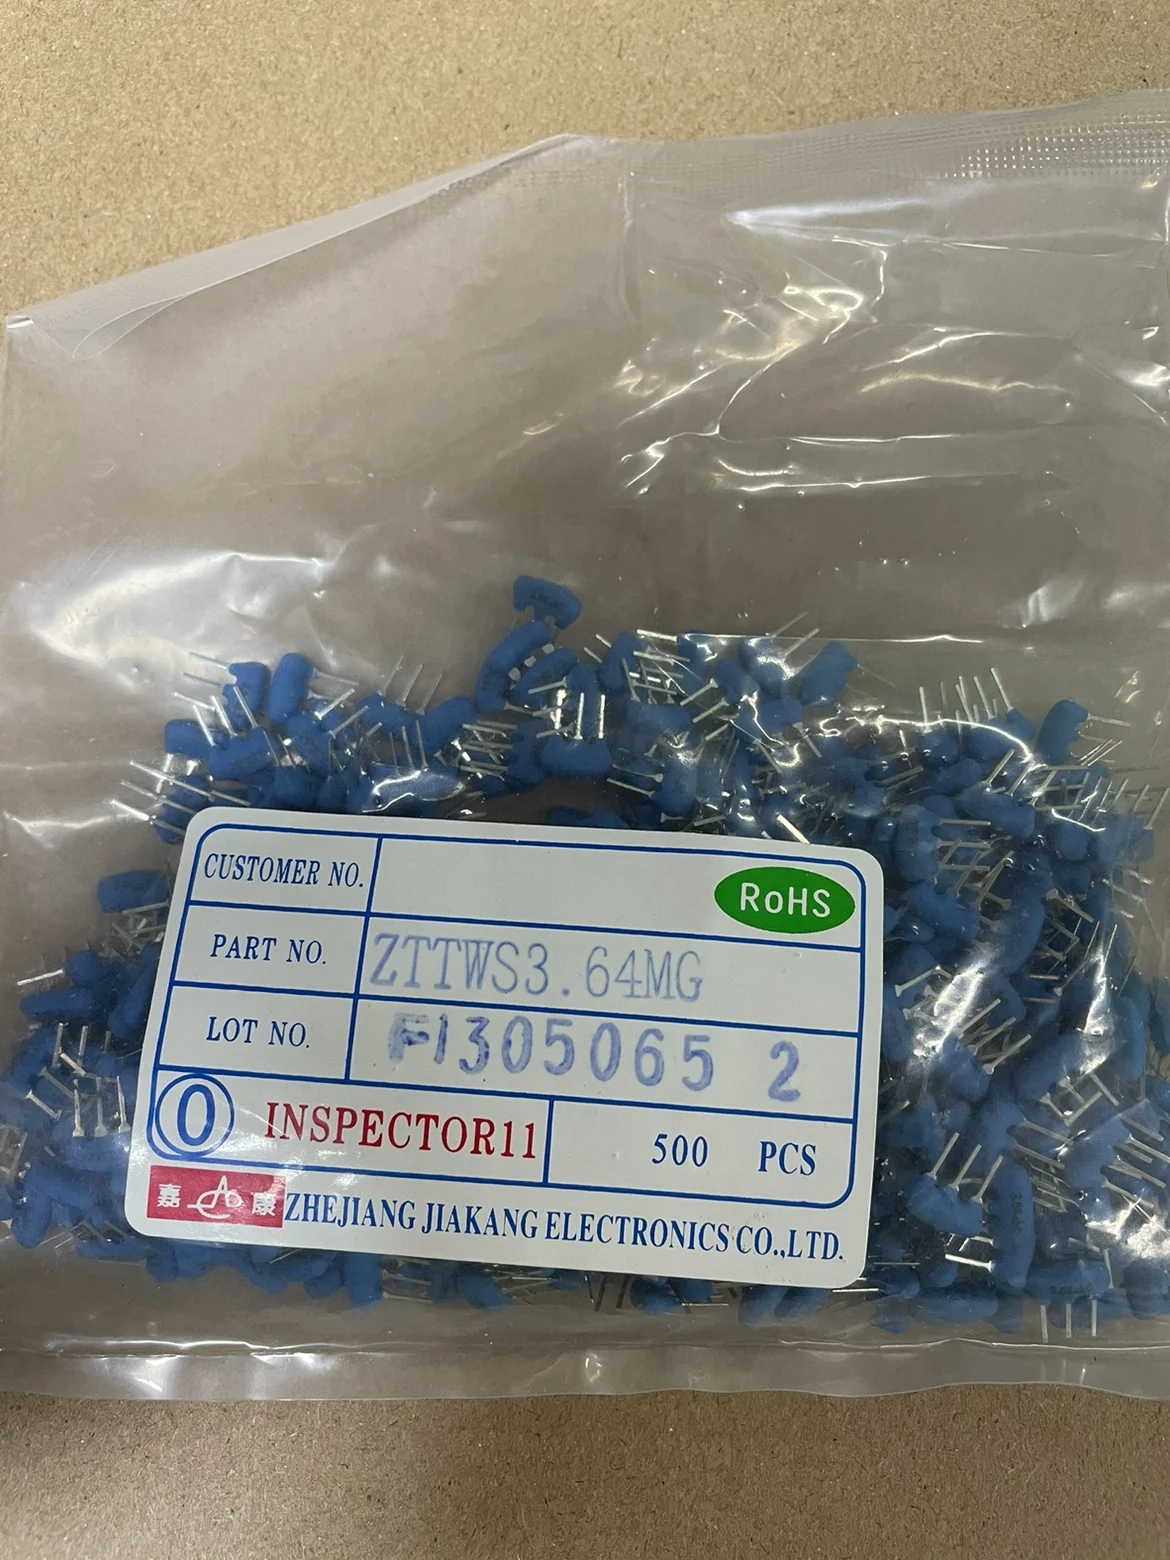 CUSTOMER NO.
RoHS
PART NO. ZTTWS3.64MG
LOT NO. F1305065 2
O INSPECTOR11 500 PCS
嘉 康 ZHEJIANG JIAKANG ELECTRONICS CO.,LTD.